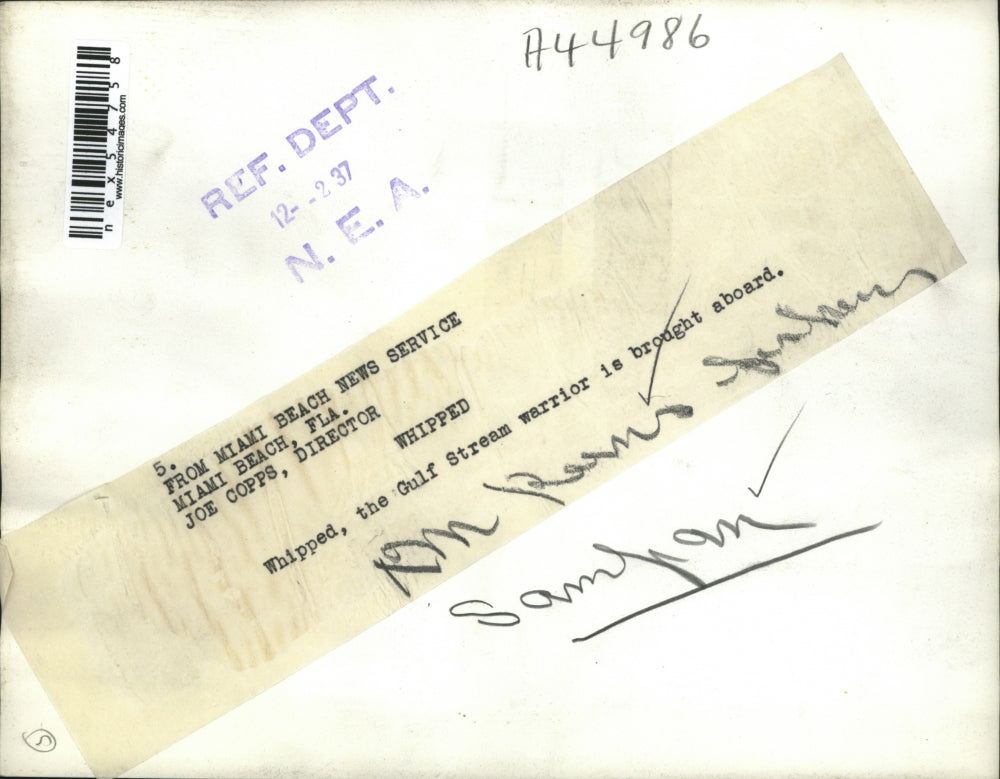 A44986
nex54758
www.historicimages.com
REF. DEPT.
12--2 37
N. E. A.
5.
FROM MIAMI BEACH NEWS SERVICE
MIAMI BEACH, FLA.
JOE COPPS, DIRECTOR
WHIPPED
Whipped, the Gulf Stream warrior is brought aboard.
5